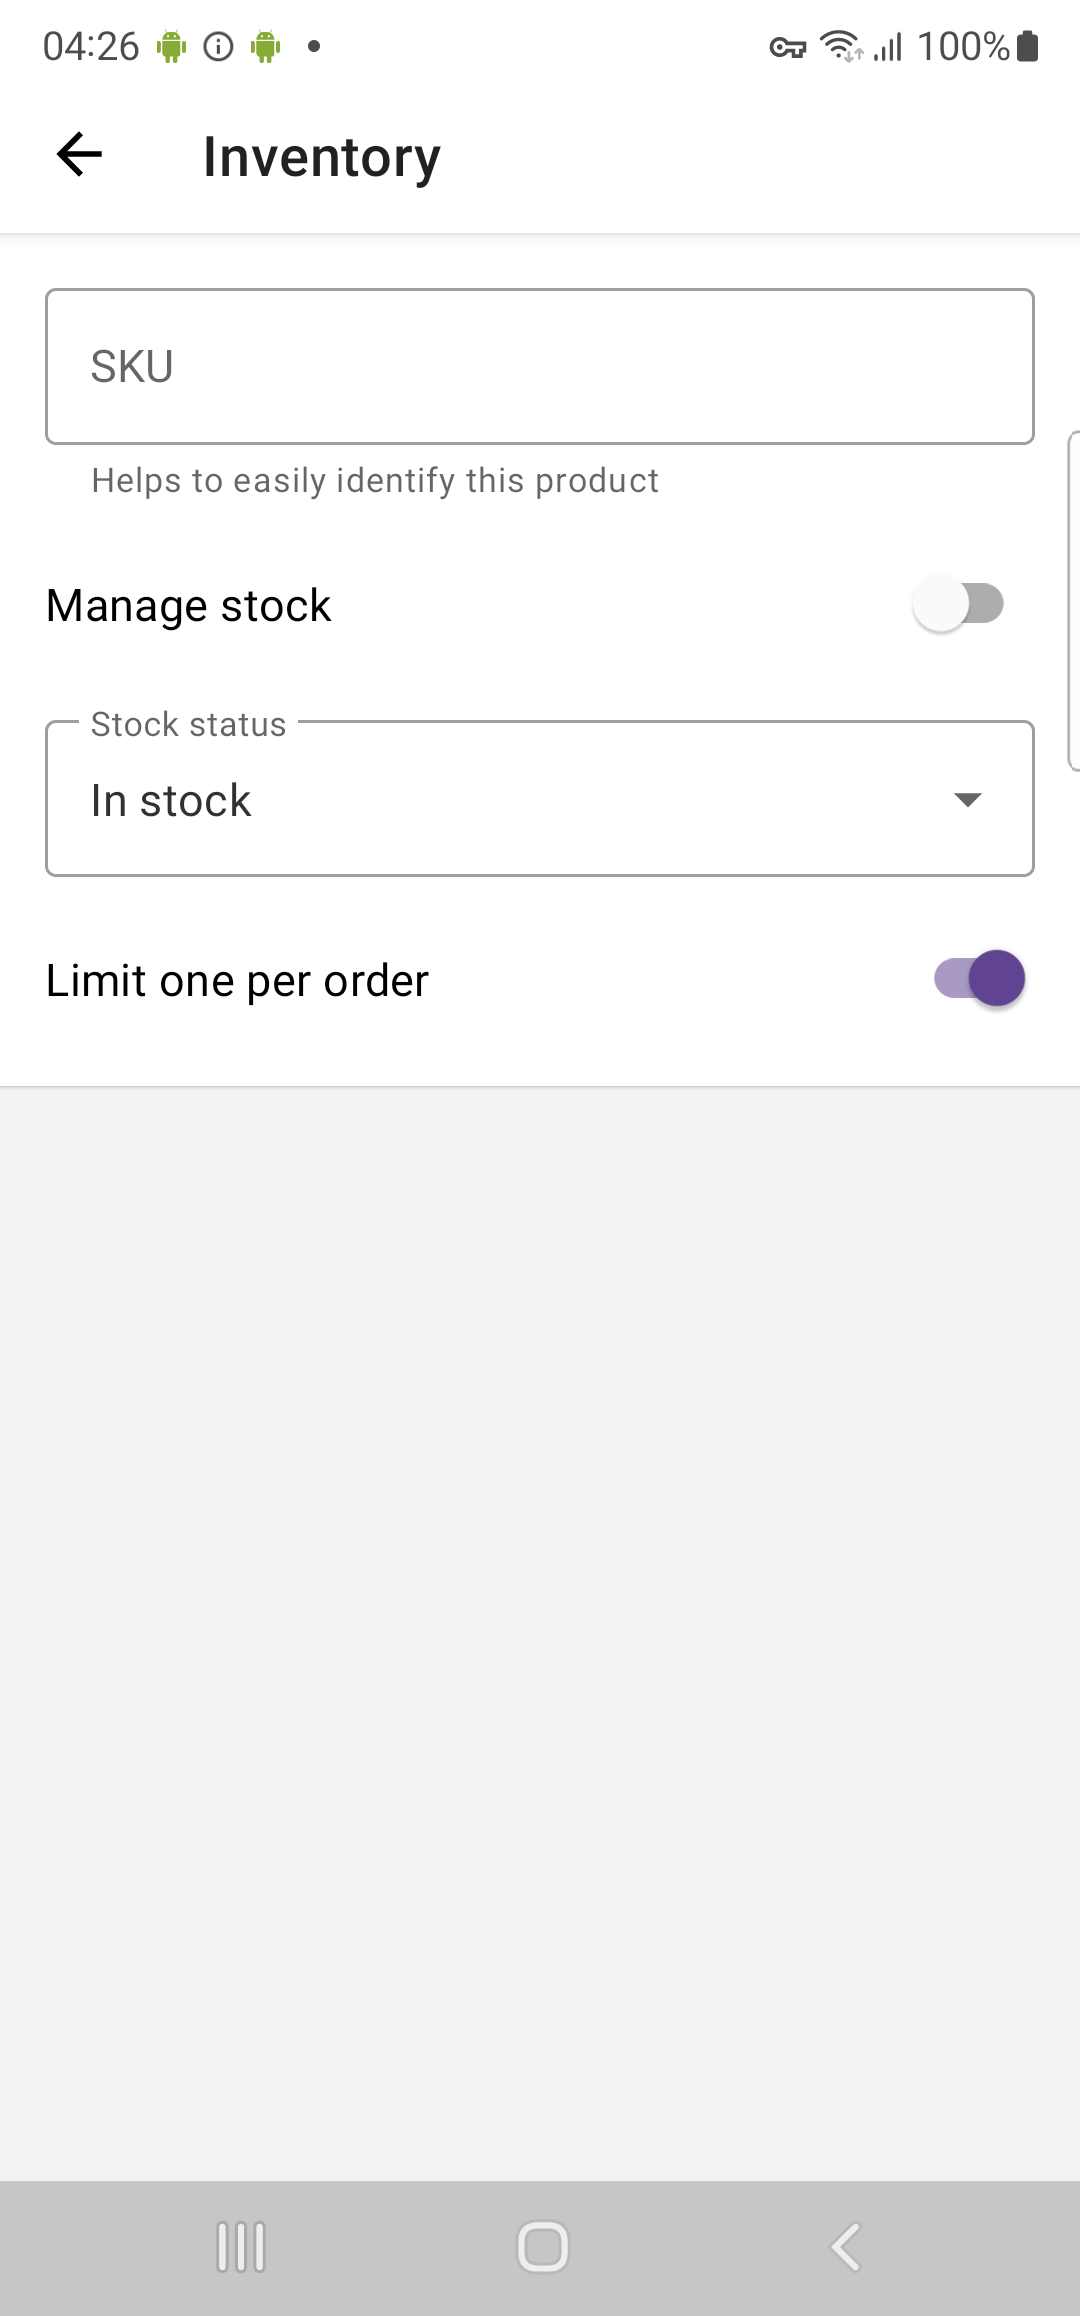 04:26 100%
Inventory
SKU
Helps to easily identify this product
Manage stock
Stock status
In stock
Limit one per order